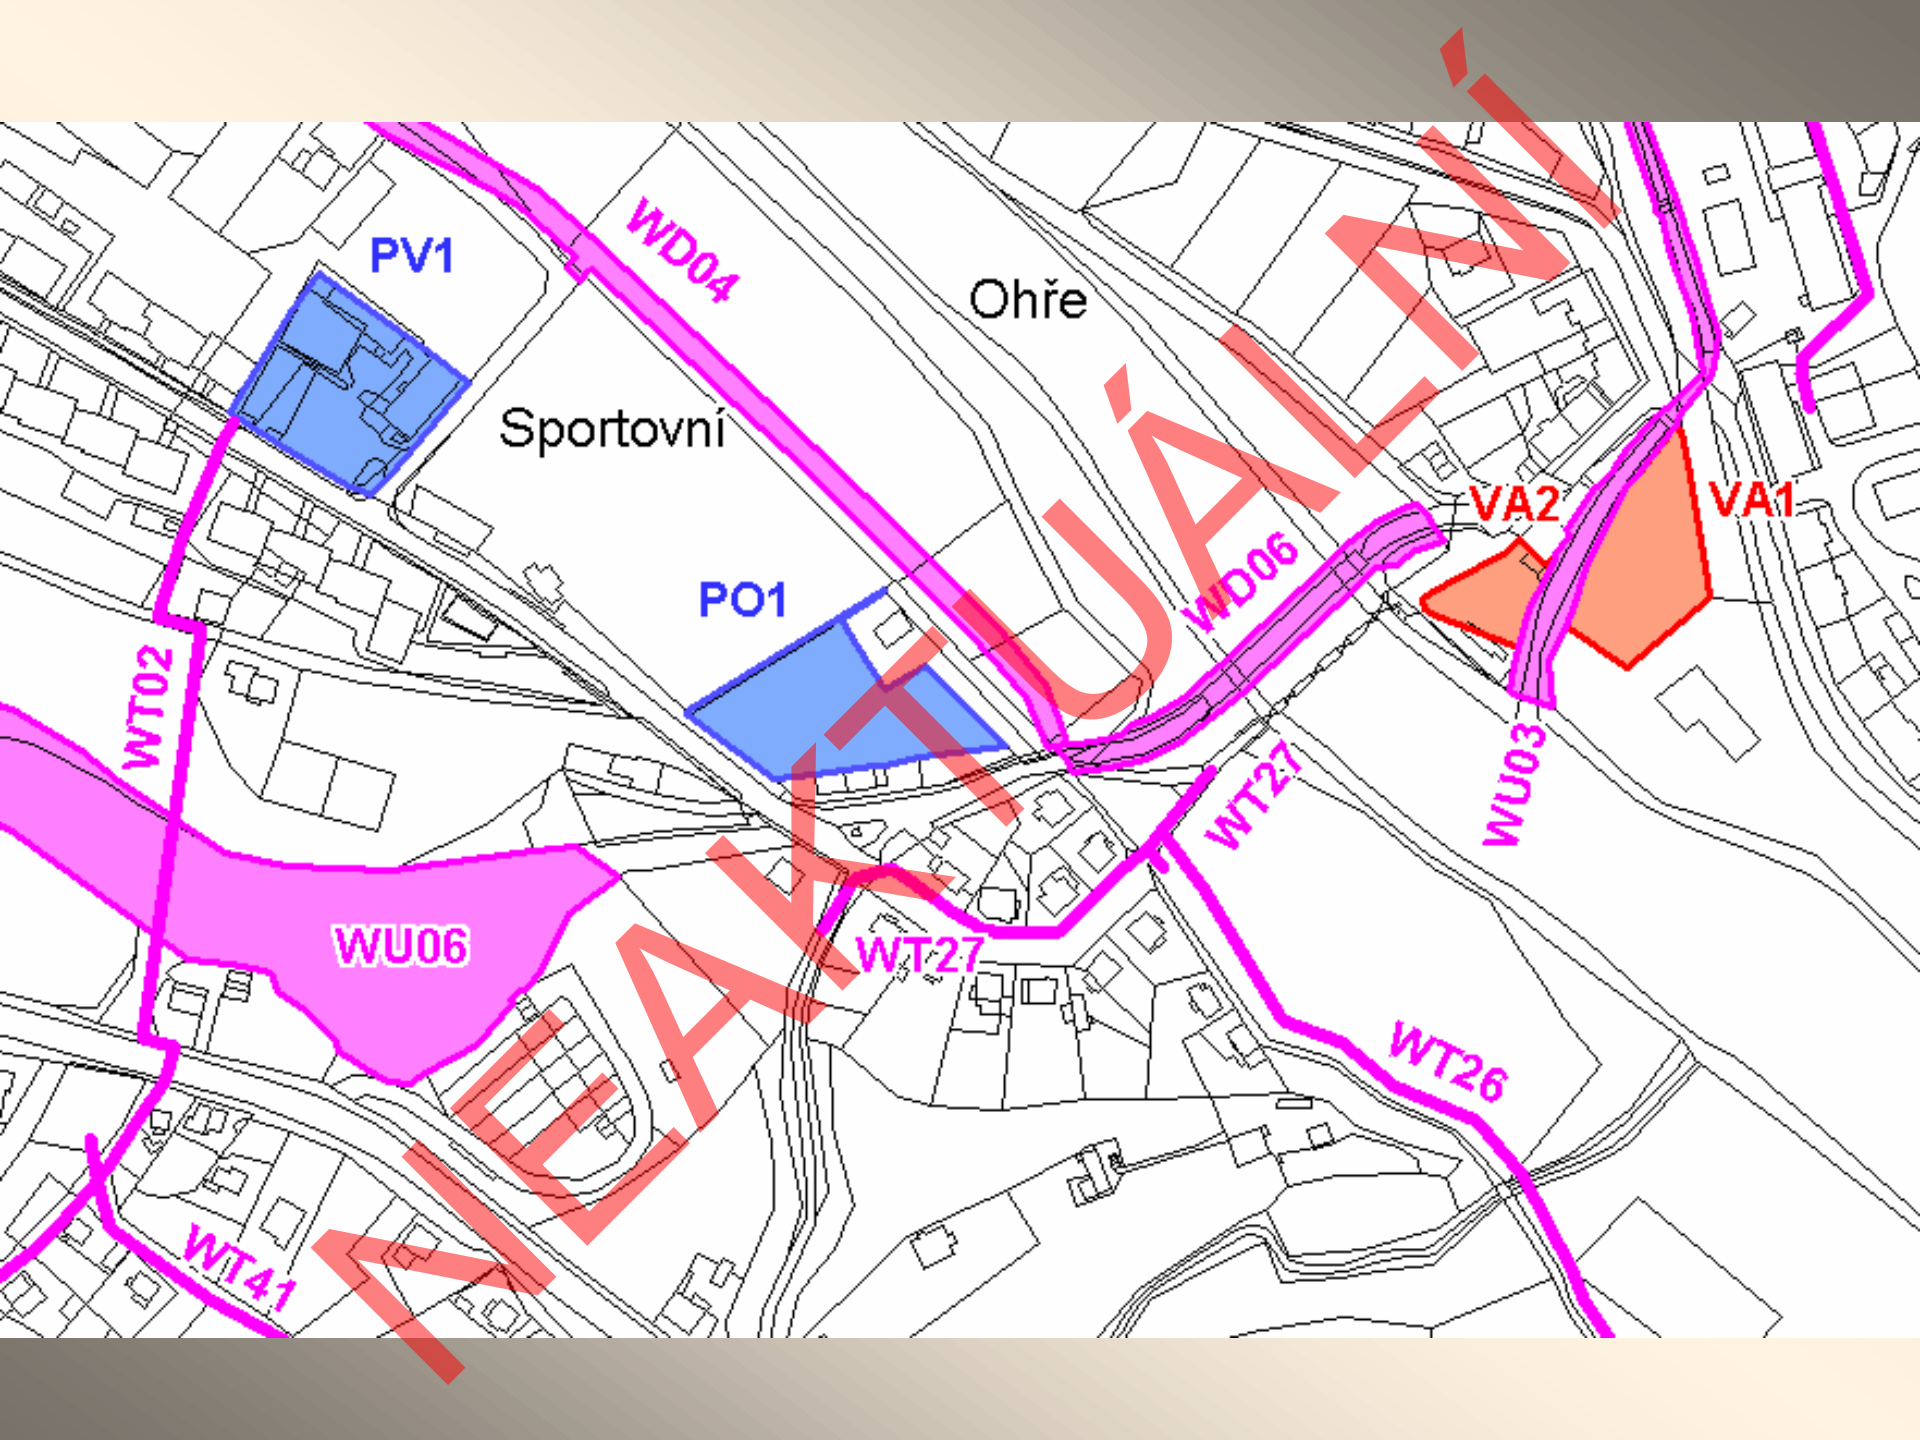 PV1
WD04
Ohře
Sportovní
VA2
VA1
WD06
PO1
WT02
WU03
WT27
WU06
WT27
WT26
WT41
NEAKTUÁLNÍ